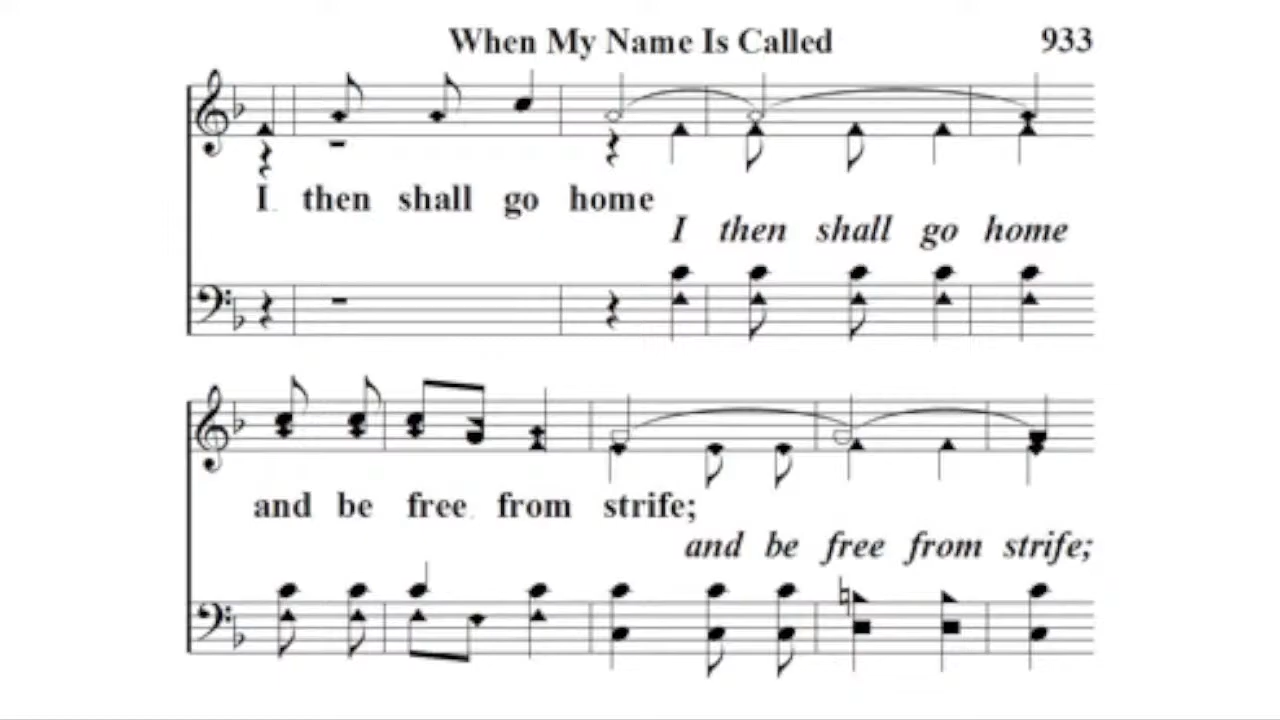 When My Name Is Called 933
I then shall go home
I then shall go home
and be free from strife;
and be free from strife;